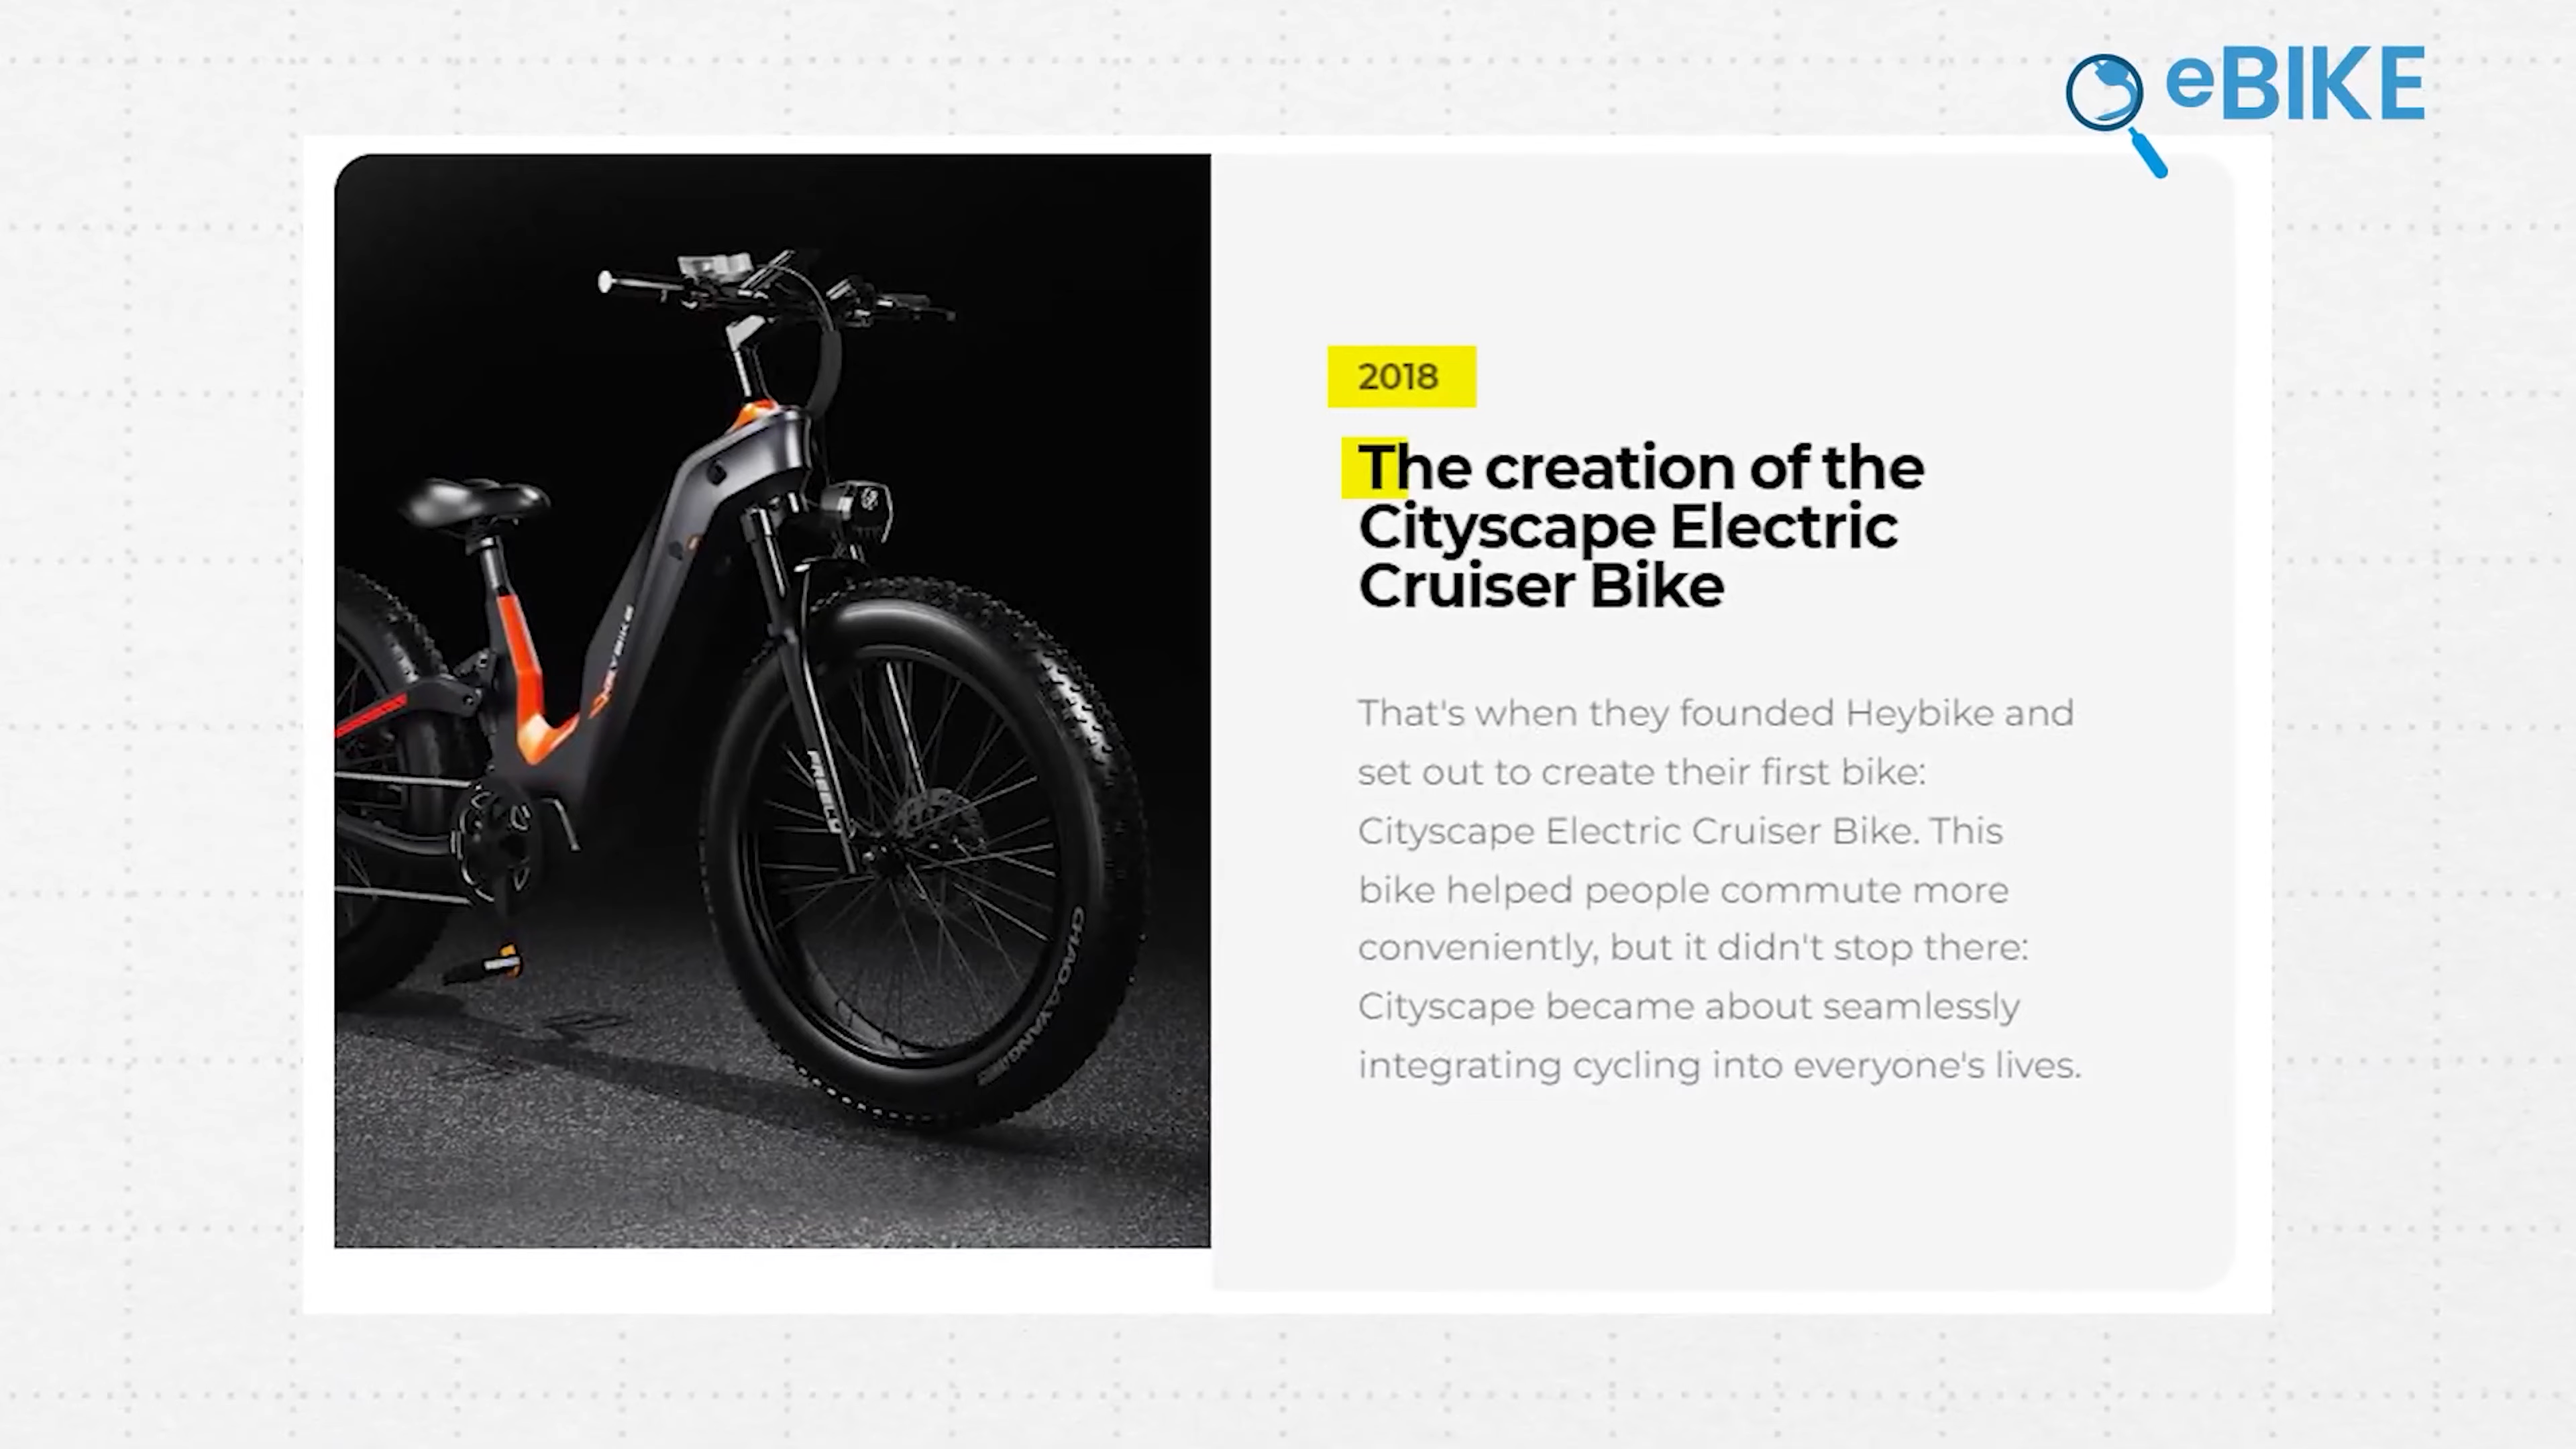 eBIKE
2018
The creation of the
Cityscape Electric
Cruiser Bike
That's when they founded Heybike and
set out to create their first bike:
Cityscape Electric Cruiser Bike. This
bike helped people commute more
conveniently, but it didn't stop there:
Cityscape became about seamlessly
integrating cycling into everyone's lives.
HEYBIKE
CHAOYANG